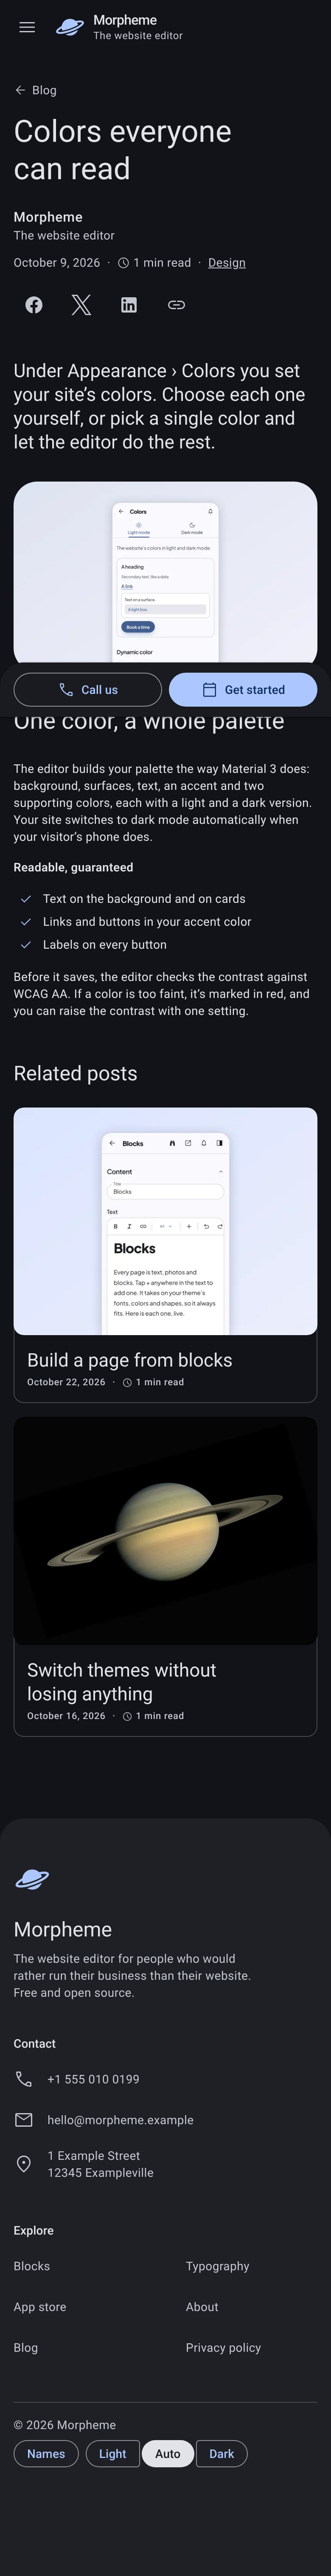 Morpheme
The website editor
Blog
Colors everyone
can read
Morpheme
The website editor
October 9, 2026 · 1 min read · Design
Under Appearance › Colors you set
your site’s colors. Choose each one
yourself, or pick a single color and
let the editor do the rest.
Colors
Light mode
Dark mode
The website's colors in light and dark mode.
A heading
Secondary text, like a date.
A link
Text on a surface.
A light box
Book a time
Dynamic color
Call us
Get started
One color, a whole palette
The editor builds your palette the way Material 3 does:
background, surfaces, text, an accent and two
supporting colors, each with a light and a dark version.
Your site switches to dark mode automatically when
your visitor’s phone does.
Readable, guaranteed
Text on the background and on cards
Links and buttons in your accent color
Labels on every button
Before it saves, the editor checks the contrast against
WCAG AA. If a color is too faint, it’s marked in red, and
you can raise the contrast with one setting.
Related posts
Blocks
Content
Title
Blocks
Text
B I
Blocks
Every page is text, photos and
blocks. Tap + anywhere in the text to
add one. It takes on your theme's
fonts, colors and shapes, so it always
fits. Here is each one, live.
Build a page from blocks
October 22, 2026 · 1 min read
Switch themes without
losing anything
October 16, 2026 · 1 min read
Morpheme
The website editor for people who would
rather run their business than their website.
Free and open source.
Contact
+1 555 010 0199
hello@morpheme.example
1 Example Street
12345 Exampleville
Explore
Blocks
Typography
App store
About
Blog
Privacy policy
© 2026 Morpheme
Names
Light
Auto
Dark